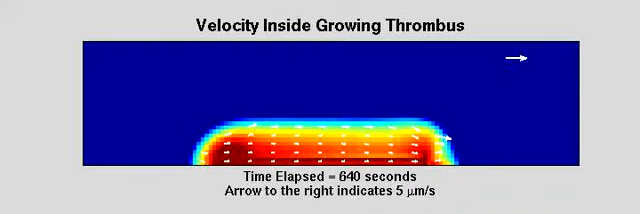 Velocity Inside Growing Thrombus
Time Elapsed = 640 seconds
Arrow to the right indicates 5 μm/s